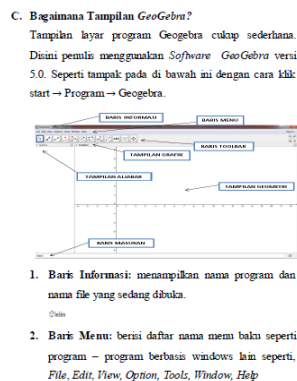 C. Bagaimana Tampilan GeoGebra?
Tampilan layar program Geogebra cukup sederhana.
Disini penulis menggunakan Software GeoGebra versi
5.0. Seperti tampak pada di bawah ini dengan cara klik
start → Program → Geogebra.
BARIS INFORMASI
BARIS MENU
BARIS TOOLBAR
TAMPILAN GRAFIK
TAMPILAN ALJABAR
TAMPILAN GEOMETRI
BARIS MASUKAN
1. Baris Informasi: menampilkan nama program dan
nama file yang sedang dibuka.
2. Baris Menu: berisi daftar nama menu baku seperti
program – program berbasis windows lain seperti,
File, Edit, View, Option, Tools, Window, Help